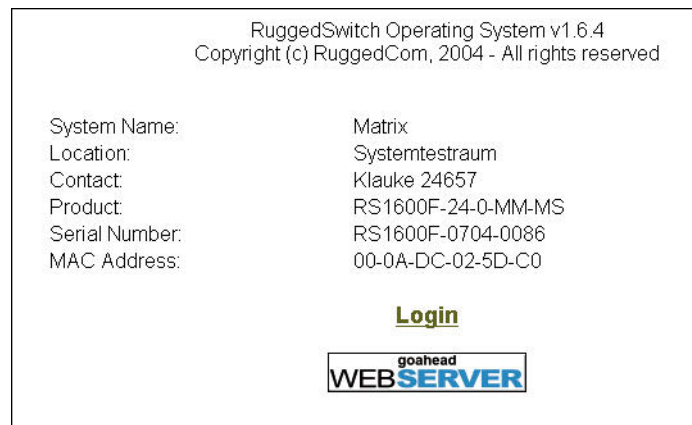 RuggedSwitch Operating System v1.6.4
Copyright (c) RuggedCom, 2004 - All rights reserved
System Name: Matrix
Location: Systemtestraum
Contact: Klauke 24657
Product: RS1600F-24-0-MM-MS
Serial Number: RS1600F-0704-0086
MAC Address: 00-0A-DC-02-5D-C0
Login
goahead
WEBSERVER